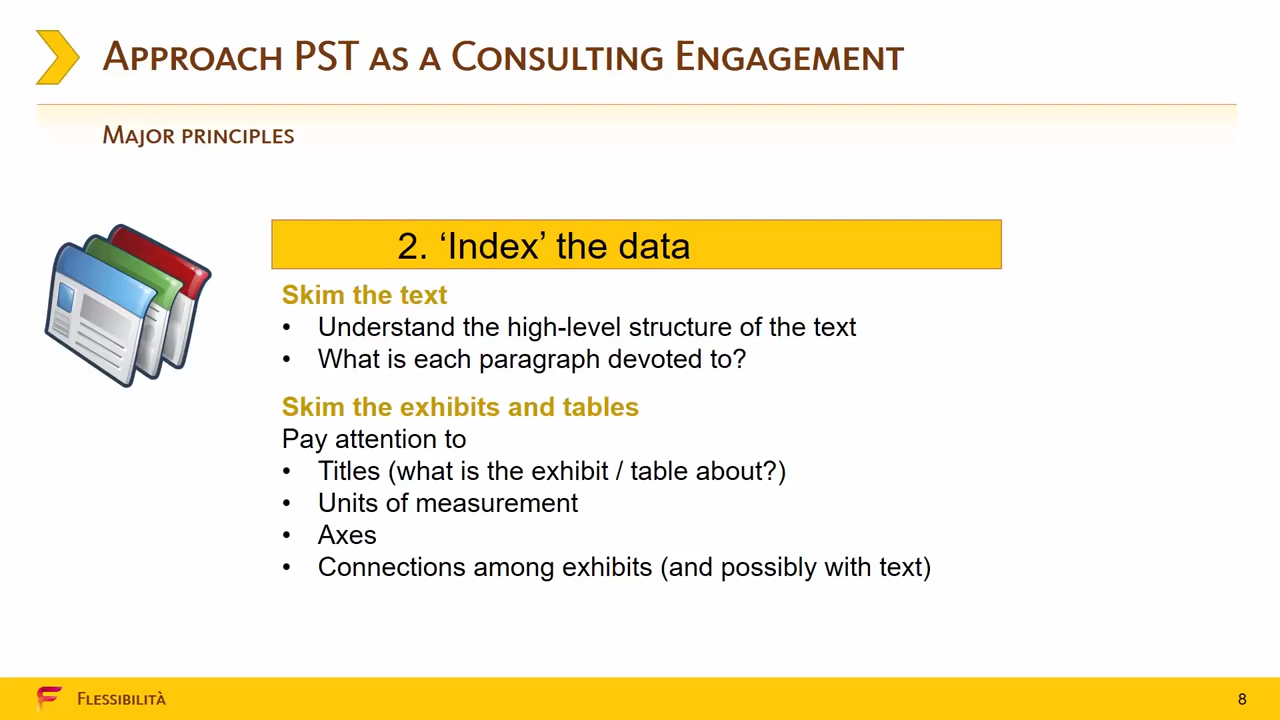 Approach PST as a Consulting Engagement
Major principles
2. ‘Index’ the data
Skim the text
• Understand the high-level structure of the text
• What is each paragraph devoted to?
Skim the exhibits and tables
Pay attention to
• Titles (what is the exhibit / table about?)
• Units of measurement
• Axes
• Connections among exhibits (and possibly with text)
Flessibilità
8